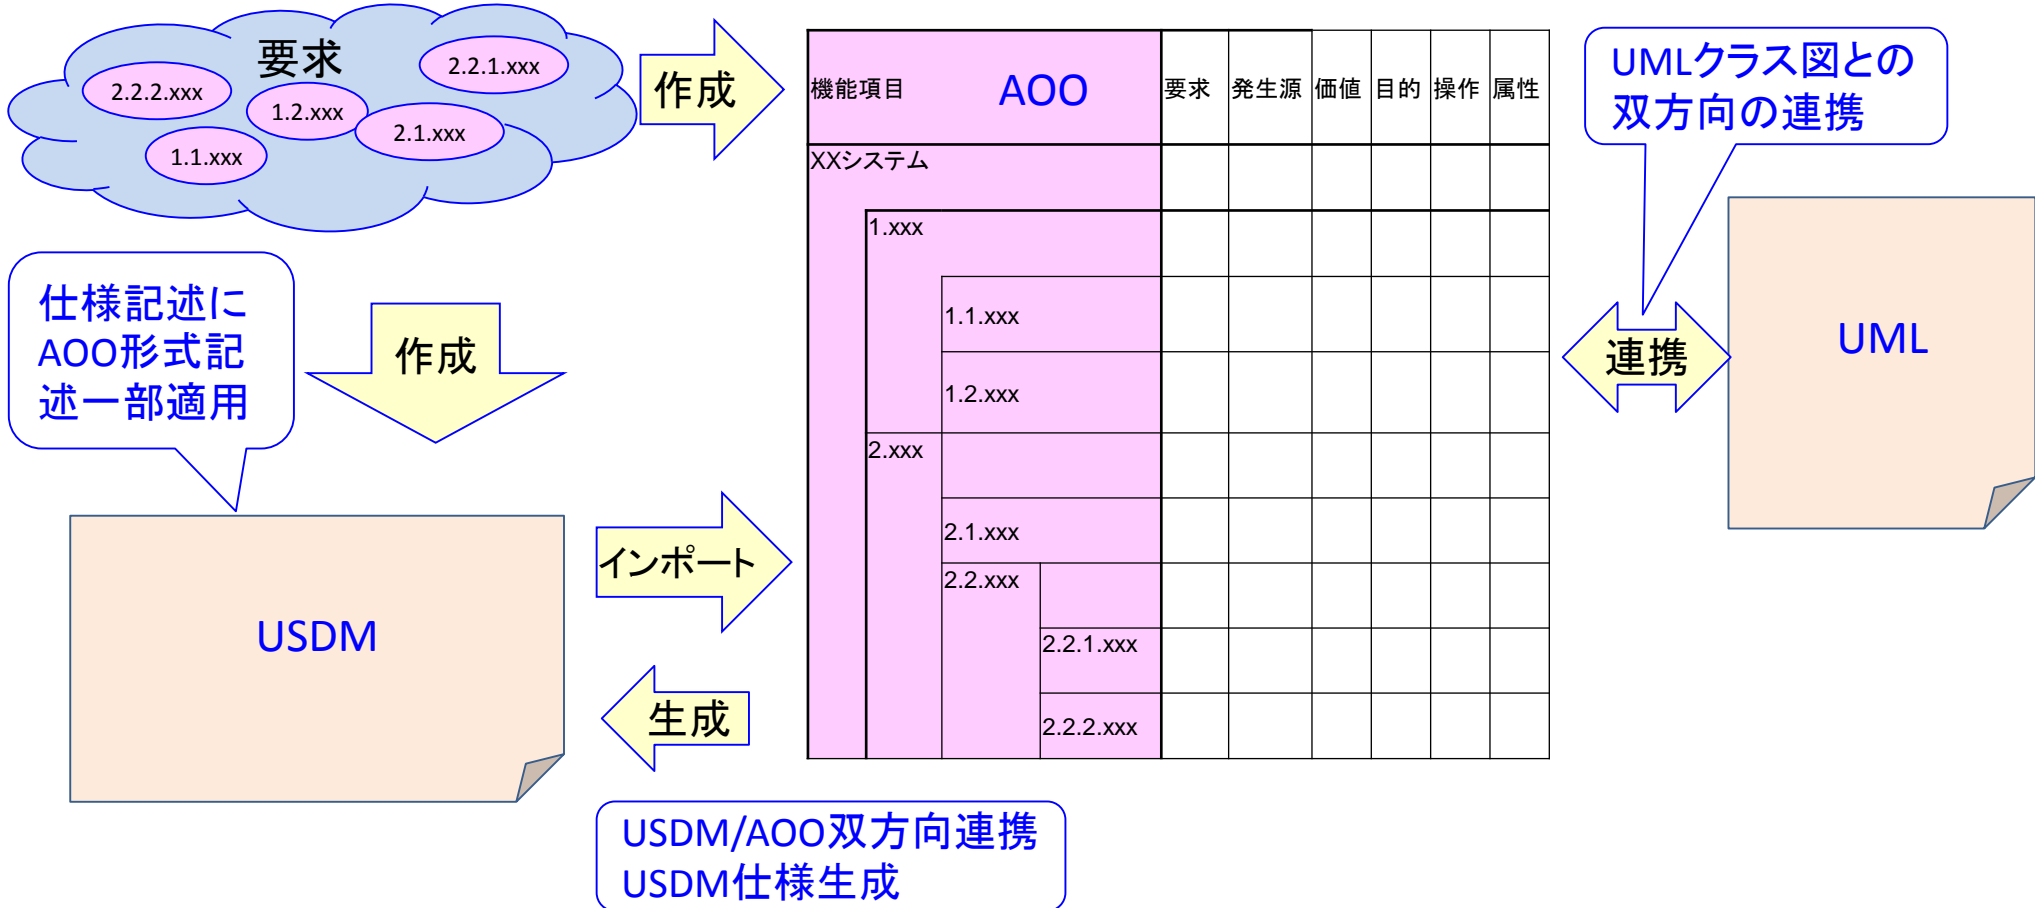 要求
2.2.1.xxx
2.2.2.xxx
1.2.xxx
2.1.xxx
1.1.xxx
作成
機能項目 AOO 要求 発生源 価値 目的 操作 属性
XXシステム
1.xxx
1.1.xxx
1.2.xxx
2.xxx
2.1.xxx
2.2.xxx
2.2.1.xxx
2.2.2.xxx
UMLクラス図との
双方向の連携
連携
UML
仕様記述に
AOO形式記
述一部適用
作成
USDM
インポート
生成
USDM/AOO双方向連携
USDM仕様生成